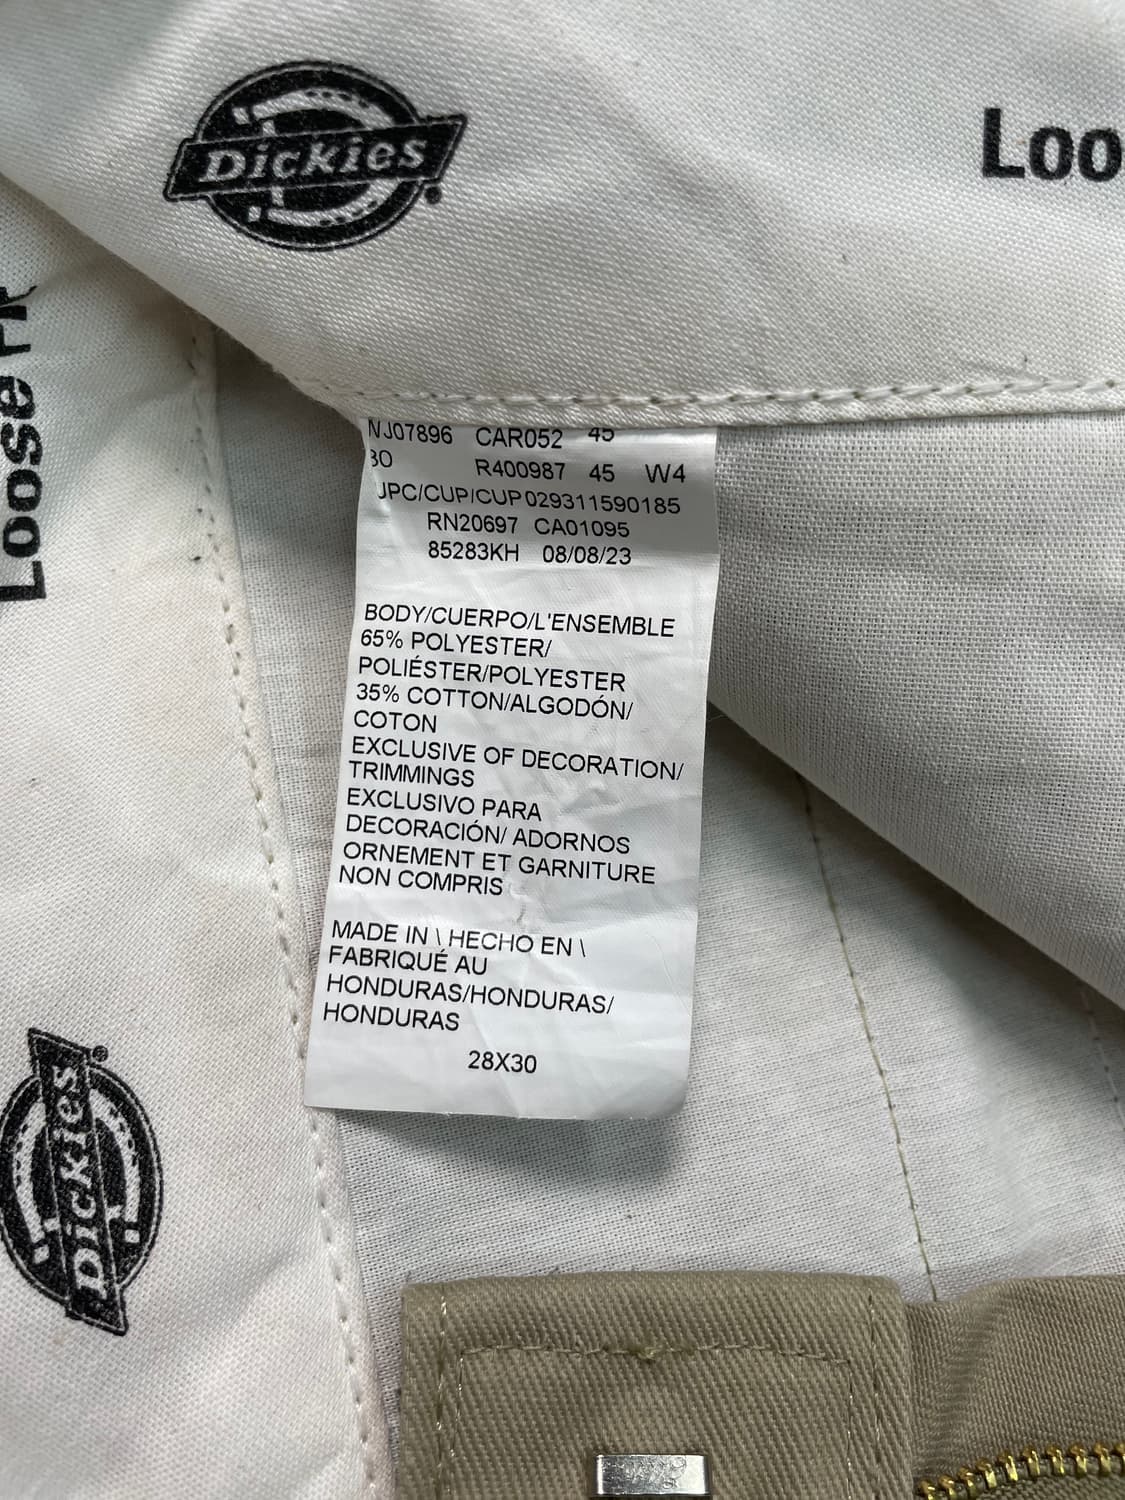 Dickies
Loo
Loose Fit
NJ07896 CAR052 45
30 R400987 45 W4
UPC/CUP/CUP 029311590185
RN20697 CA01095
85283KH 08/08/23
BODY/CUERPO/L'ENSEMBLE
65% POLYESTER/
POLIÉSTER/POLYESTER
35% COTTON/ALGODÓN/
COTON
EXCLUSIVE OF DECORATION/
TRIMMINGS
EXCLUSIVO PARA
DECORACIÓN/ ADORNOS
ORNEMENT ET GARNITURE
NON COMPRIS
MADE IN \ HECHO EN \
FABRIQUÉ AU
HONDURAS/HONDURAS/
HONDURAS
28X30
Dickies